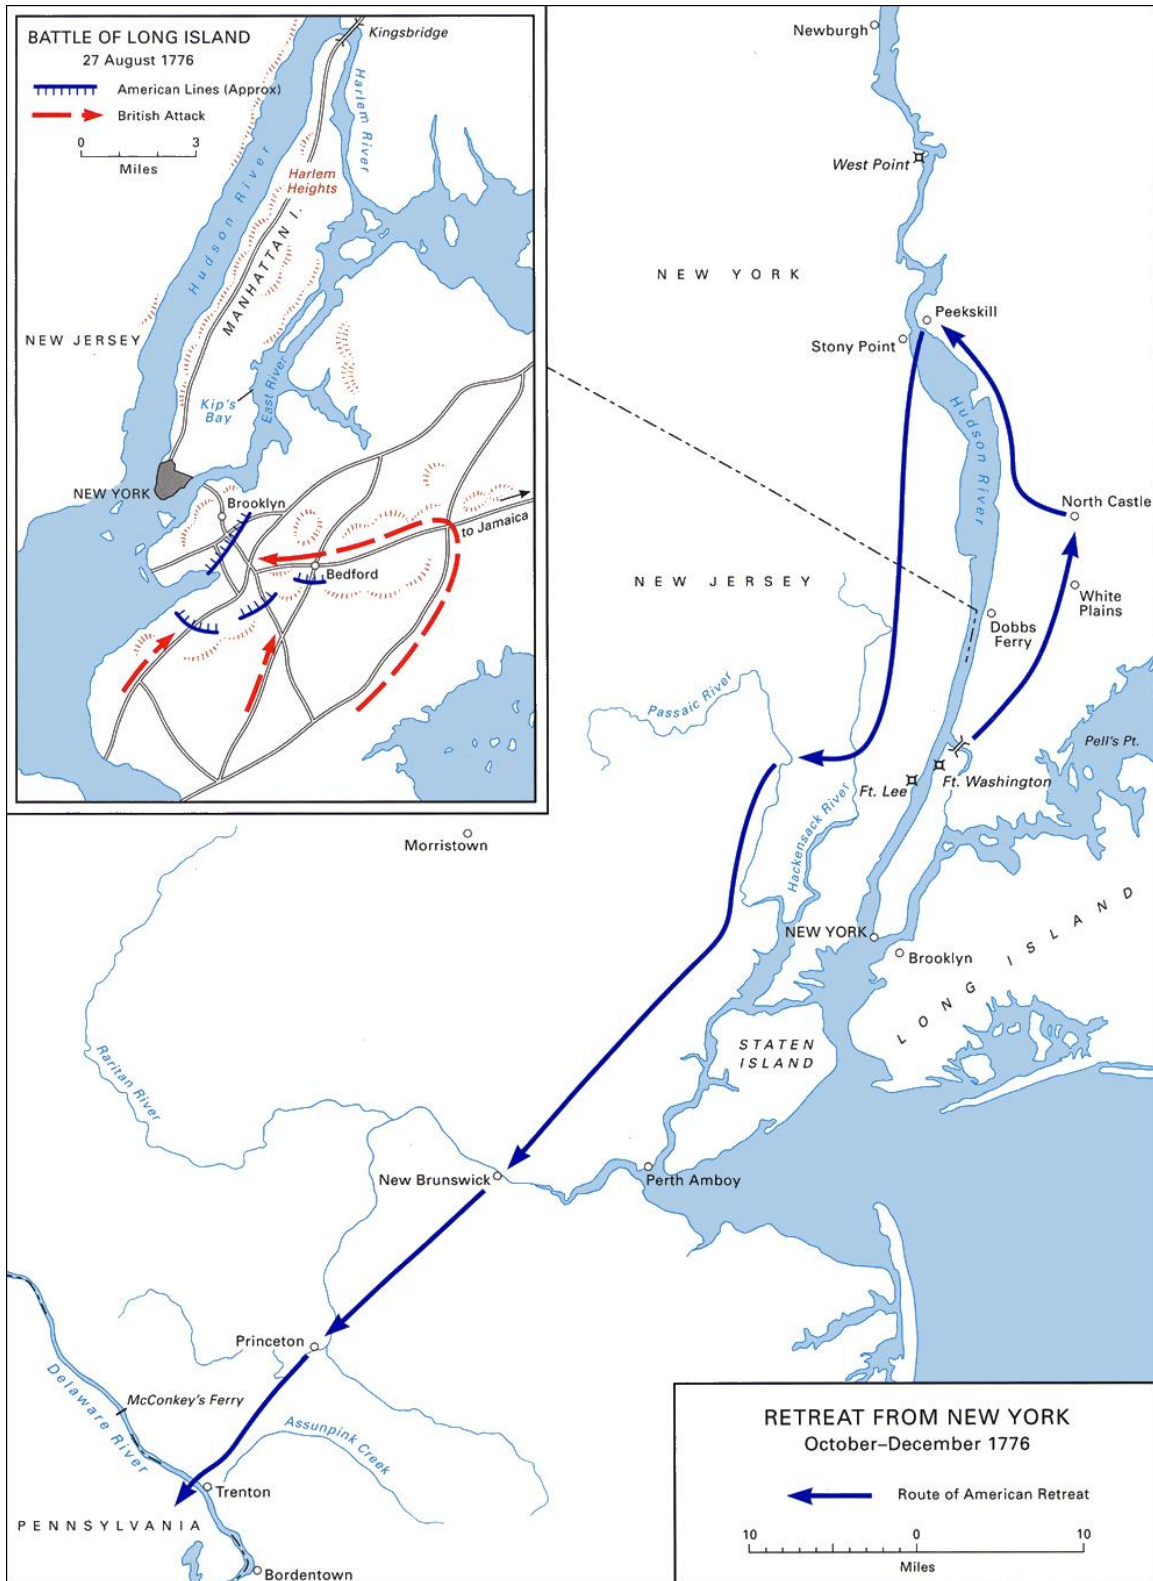 BATTLE OF LONG ISLAND
27 August 1776
American Lines (Approx)
British Attack
0 3
Miles
Kingsbridge
Harlem River
Hudson River
Harlem
Heights
MANHATTAN I.
NEW JERSEY
Kip's
Bay
East River
NEW YORK
Brooklyn
to Jamaica
Bedford
Newburgh
West Point
NEW YORK
Peekskill
Stony Point
Hudson River
North Castle
NEW JERSEY
White
Plains
Dobbs
Ferry
Passaic River
Pell's Pt.
Ft. Lee
Ft. Washington
Hackensack River
Morristown
NEW YORK
Brooklyn
LONG ISLAND
STATEN
ISLAND
Raritan River
New Brunswick
Perth Amboy
Princeton
McConkey's Ferry
Delaware River
Assunpink Creek
Trenton
PENNSYLVANIA
Bordentown
RETREAT FROM NEW YORK
October–December 1776
Route of American Retreat
10 0 10
Miles